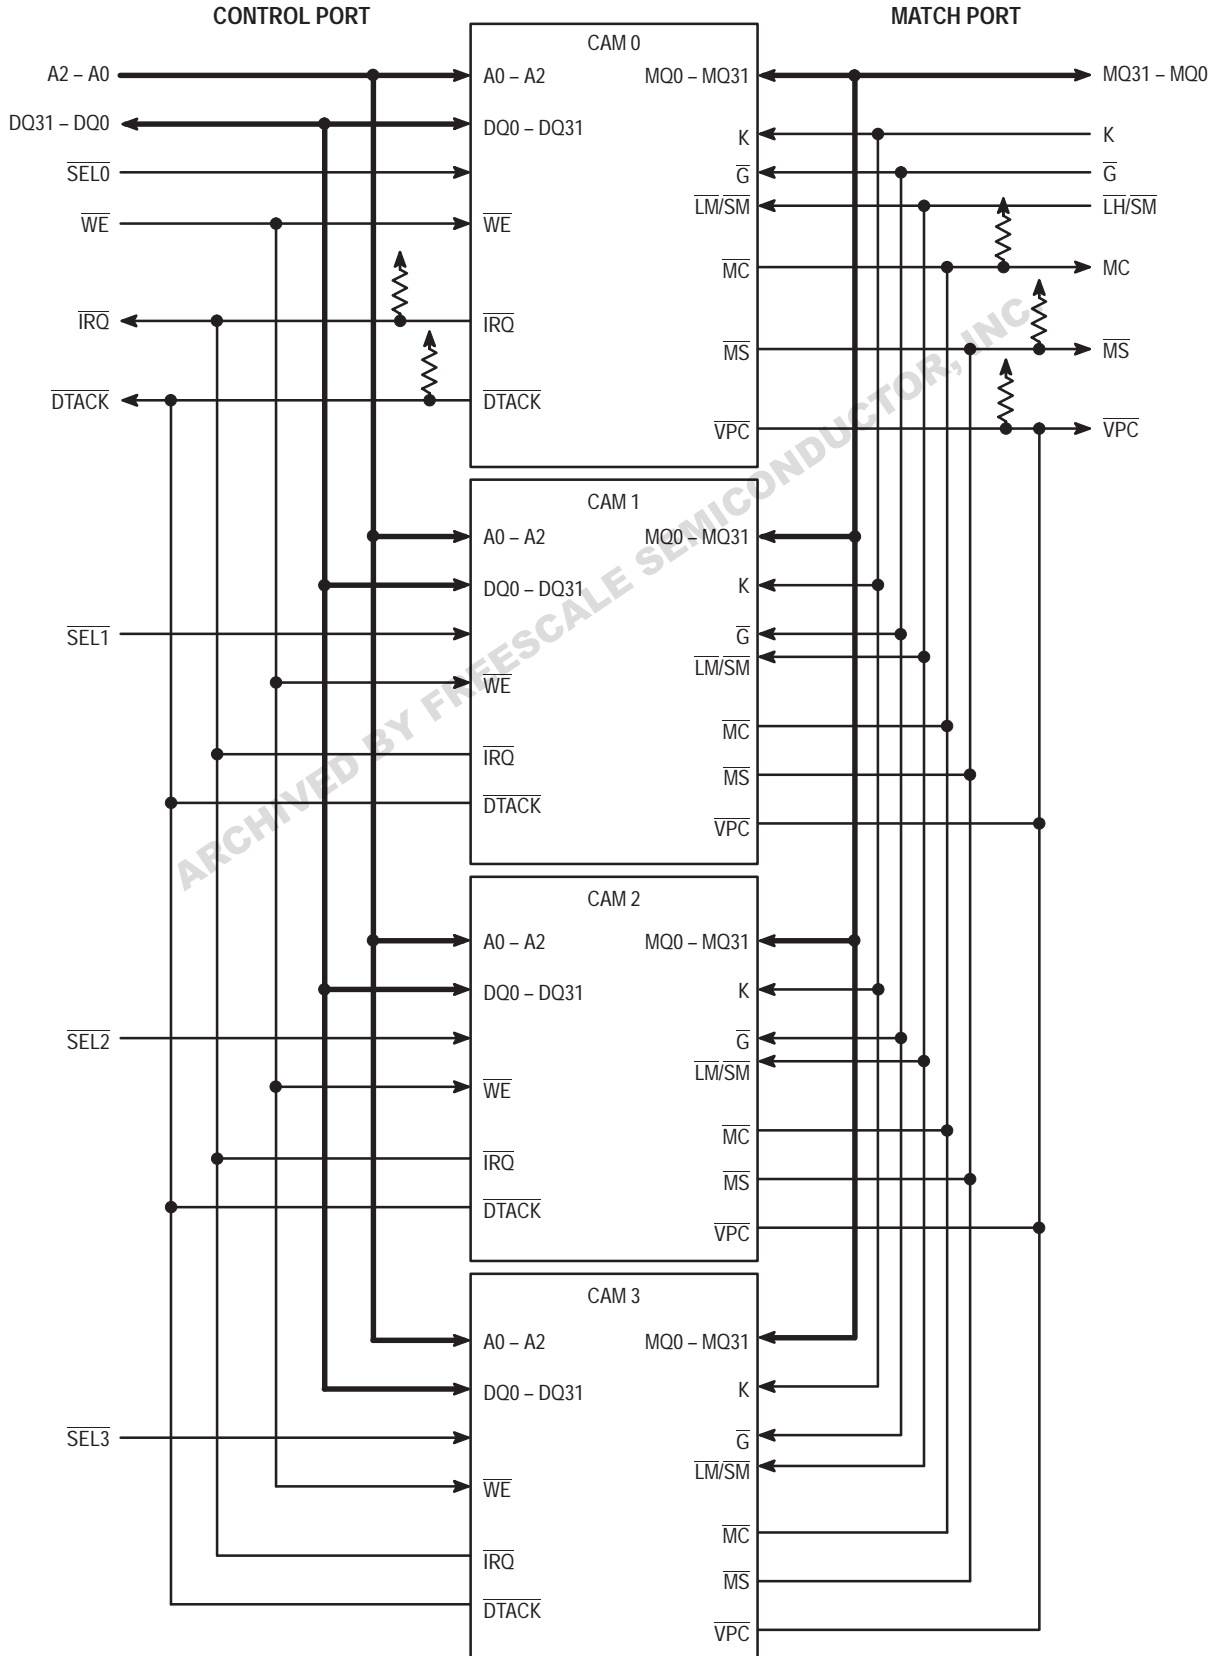 CONTROL PORT
MATCH PORT
CAM 0
A2 – A0
A0 – A2
MQ0 – MQ31
MQ31 – MQ0
DQ31 – DQ0
DQ0 – DQ31
K
K
SEL0
G
G
LM/SM
LH/SM
WE
WE
MC
MC
IRQ
IRQ
MS
MS
DTACK
DTACK
VPC
VPC
CAM 1
A0 – A2
MQ0 – MQ31
DQ0 – DQ31
K
SEL1
G
LM/SM
WE
MC
IRQ
MS
DTACK
VPC
CAM 2
A0 – A2
MQ0 – MQ31
DQ0 – DQ31
K
SEL2
G
LM/SM
WE
MC
IRQ
MS
DTACK
VPC
CAM 3
A0 – A2
MQ0 – MQ31
DQ0 – DQ31
K
SEL3
G
LM/SM
WE
MC
IRQ
MS
DTACK
VPC
ARCHIVED BY FREESCALE SEMICONDUCTOR, INC.